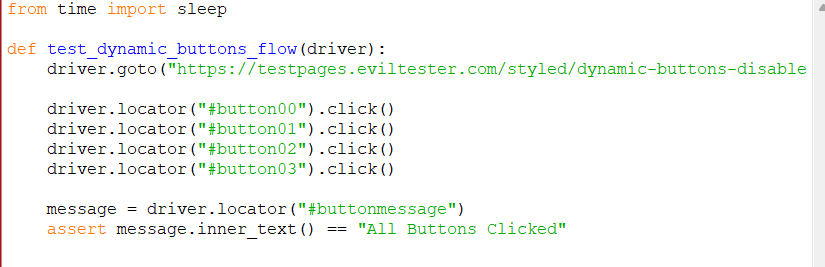 from time import sleep
def test_dynamic_buttons_flow(driver):
    driver.goto("https://testpages.eviltester.com/styled/dynamic-buttons-disable
    driver.locator("#button00").click()
    driver.locator("#button01").click()
    driver.locator("#button02").click()
    driver.locator("#button03").click()
    message = driver.locator("#buttonmessage")
    assert message.inner_text() == "All Buttons Clicked"